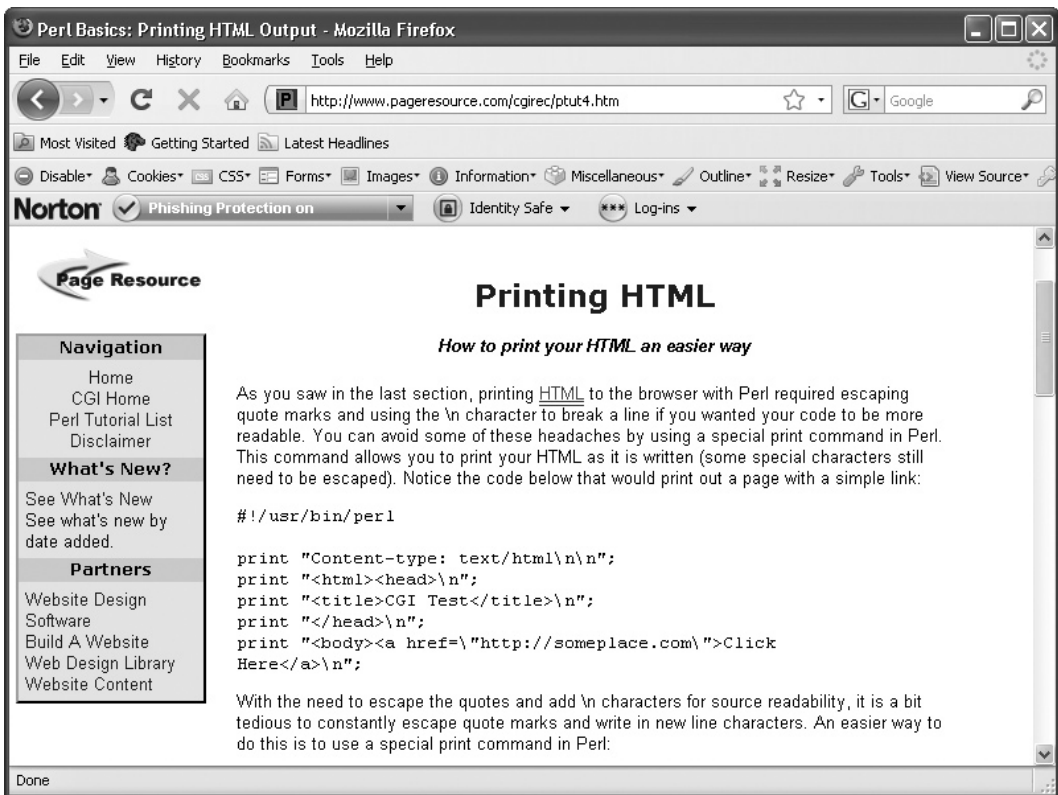 Perl Basics: Printing HTML Output - Mozilla Firefox
File Edit View History Bookmarks Tools Help
P http://www.pageresource.com/cgirec/ptut4.htm G Google
Most Visited Getting Started Latest Headlines
Disable Cookies CSS Forms Images Information Miscellaneous Outline Resize Tools View Source
Norton Phishing Protection on Identity Safe *** Log-ins
Page Resource
Navigation
Home
CGI Home
Perl Tutorial List
Disclaimer
What's New?
See What's New
See what's new by
date added.
Partners
Website Design
Software
Build A Website
Web Design Library
Website Content
Printing HTML
How to print your HTML an easier way
As you saw in the last section, printing HTML to the browser with Perl required escaping
quote marks and using the \n character to break a line if you wanted your code to be more
readable. You can avoid some of these headaches by using a special print command in Perl.
This command allows you to print your HTML as it is written (some special characters still
need to be escaped). Notice the code below that would print out a page with a simple link:
#!/usr/bin/perl
print "Content-type: text/html\n\n";
print "<html><head>\n";
print "<title>CGI Test</title>\n";
print "</head>\n";
print "<body><a href=\"http://someplace.com\">Click
Here</a>\n";
With the need to escape the quotes and add \n characters for source readability, it is a bit
tedious to constantly escape quote marks and write in new line characters. An easier way to
do this is to use a special print command in Perl:
Done